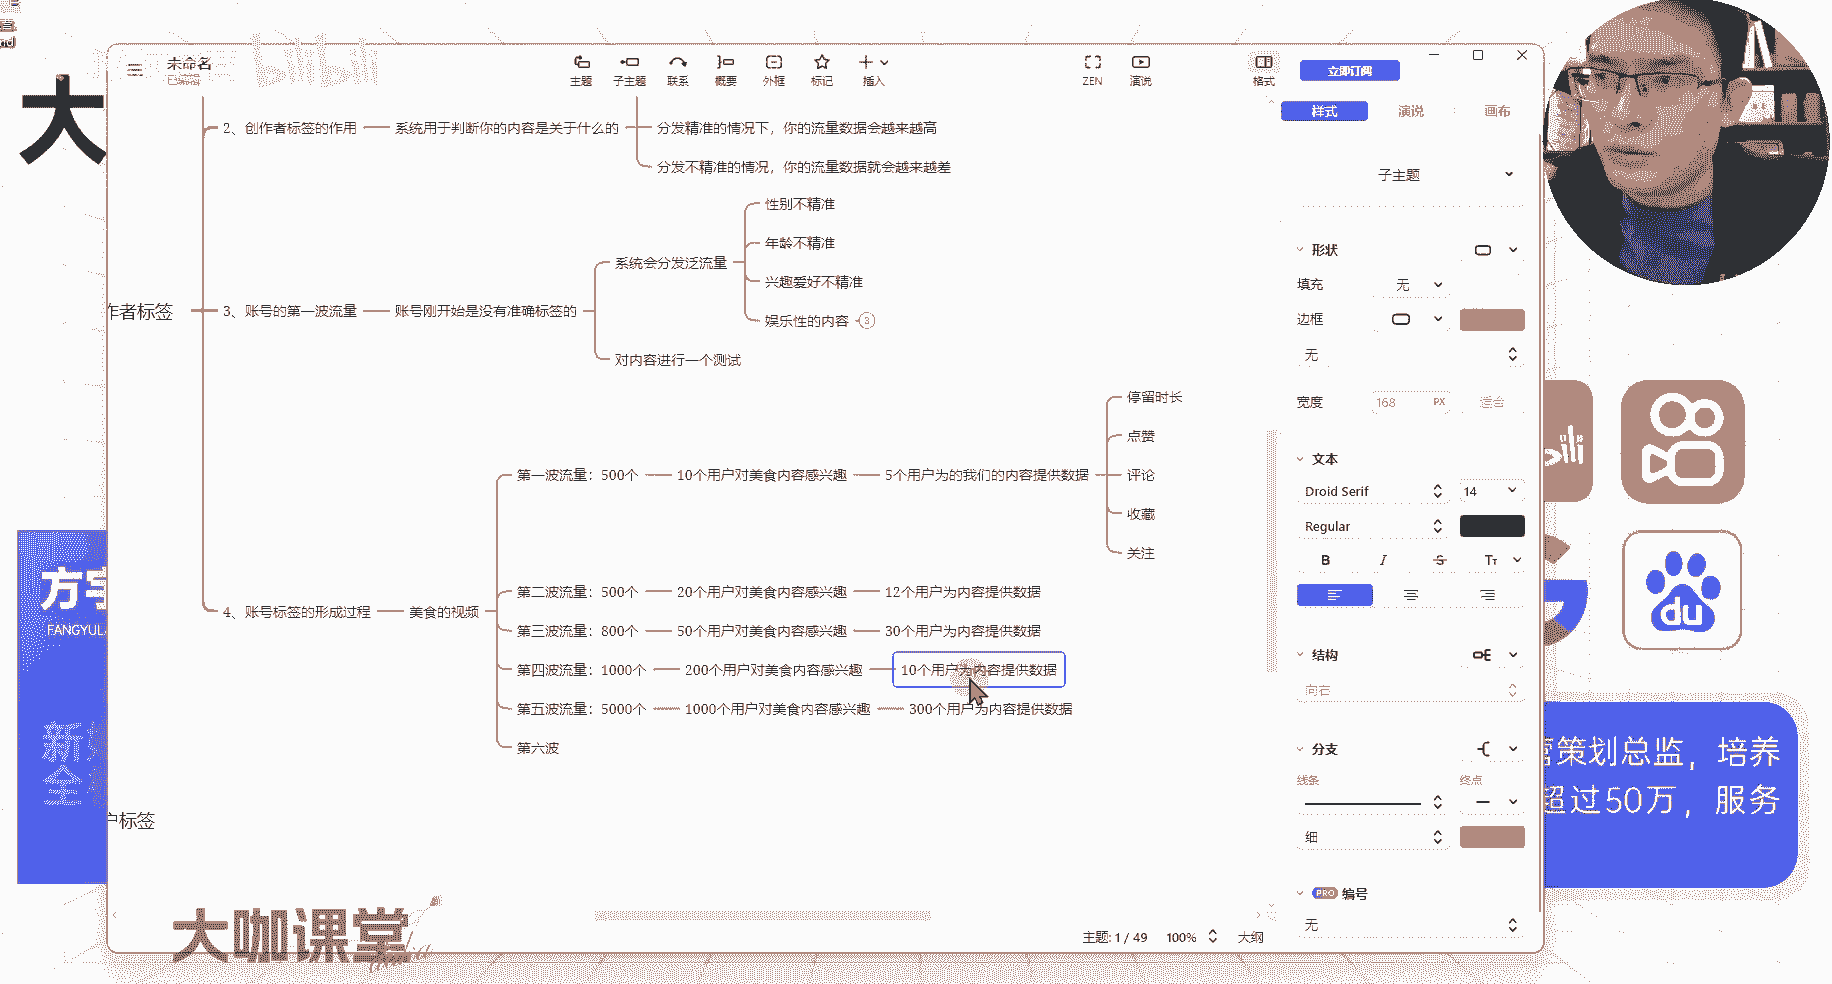 大
bilibili
未命名
已编辑
主题
子主题
联系
概要
外框
标记
插入
ZEN
演说
格式
立即订阅
样式
演说
画布
2、创作者标签的作用
系统用于判断你的内容是关于什么的
分发精准的情况下，你的流量数据会越来越高
分发不精准的情况，你的流量数据就会越来越差
作者标签
3、账号的第一波流量
账号刚开始是没有准确标签的
系统会分发泛流量
性别不精准
年龄不精准
兴趣爱好不精准
娱乐性的内容
3
对内容进行一个测试
4、账号标签的形成过程
美食的视频
第一波流量：500个
10个用户对美食内容感兴趣
5个用户为的我们的内容提供数据
停留时长
点赞
评论
收藏
关注
第二波流量：500个
20个用户对美食内容感兴趣
12个用户为内容提供数据
第三波流量：800个
50个用户对美食内容感兴趣
30个用户为内容提供数据
第四波流量：1000个
200个用户对美食内容感兴趣
10个用户为内容提供数据
第五波流量：5000个
1000个用户对美食内容感兴趣
300个用户为内容提供数据
第六波
户标签
子主题
形状
填充
无
边框
无
宽度
168
PX
适合
文本
Droid Serif
14
Regular
B
I
S
Tт
结构
向右
分支
线条
终点
细
PRO
编号
无
主题: 1 / 49
100%
大纲
大咖课堂
FANGYUL
du
营策划总监，培养
超过50万，服务